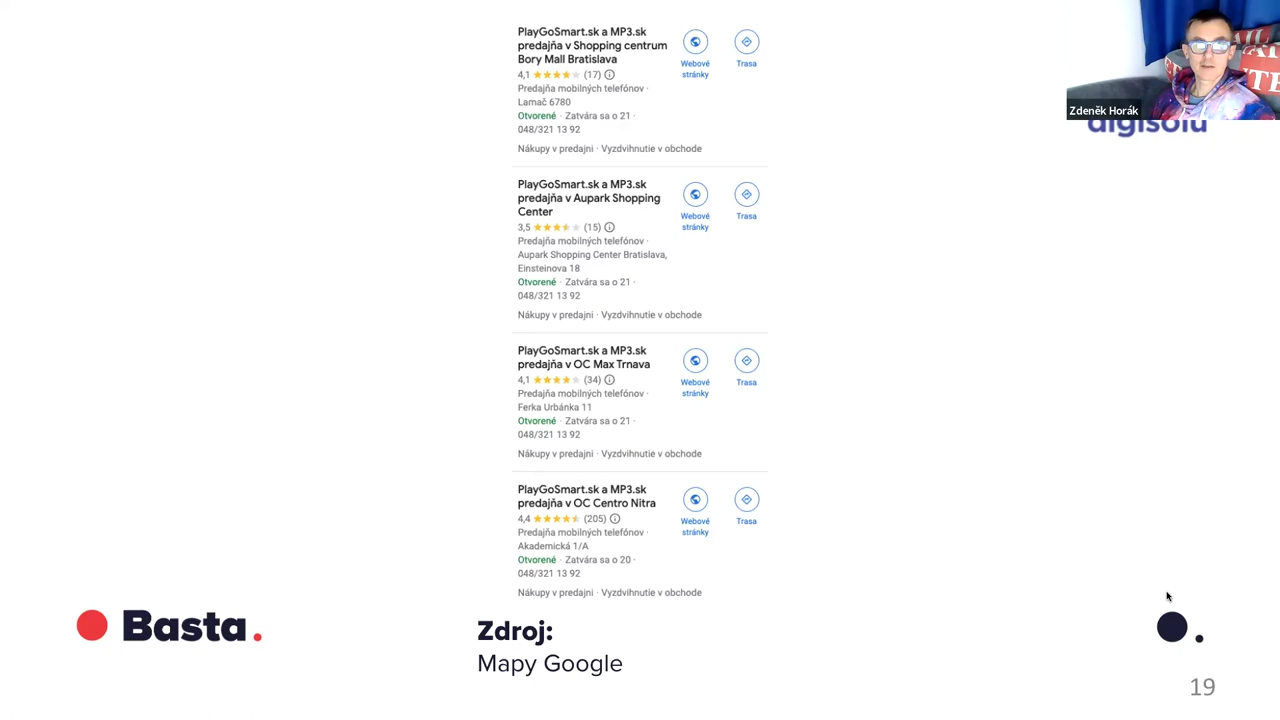 PlayGoSmart.sk a MP3.sk
predajňa v Shopping centrum
Bory Mall Bratislava
4,1 (17)
Predajňa mobilných telefónov ·
Lamač 6780
Otvorené · Zatvára sa o 21 ·
048/321 13 92
Nákupy v predajni · Vyzdvihnutie v obchode
Webové
stránky
Trasa
PlayGoSmart.sk a MP3.sk
predajňa v Aupark Shopping
Center
3,5 (15)
Predajňa mobilných telefónov ·
Aupark Shopping Center Bratislava,
Einsteinova 18
Otvorené · Zatvára sa o 21 ·
048/321 13 92
Nákupy v predajni · Vyzdvihnutie v obchode
Webové
stránky
Trasa
PlayGoSmart.sk a MP3.sk
predajňa v OC Max Trnava
4,1 (34)
Predajňa mobilných telefónov ·
Ferka Urbánka 11
Otvorené · Zatvára sa o 21 ·
048/321 13 92
Nákupy v predajni · Vyzdvihnutie v obchode
Webové
stránky
Trasa
PlayGoSmart.sk a MP3.sk
predajňa v OC Centro Nitra
4,4 (205)
Predajňa mobilných telefónov ·
Akademická 1/A
Otvorené · Zatvára sa o 20 ·
048/321 13 92
Nákupy v predajni · Vyzdvihnutie v obchode
Webové
stránky
Trasa
Zdeněk Horák
digisolu
Basta.
Zdroj:
Mapy Google
19